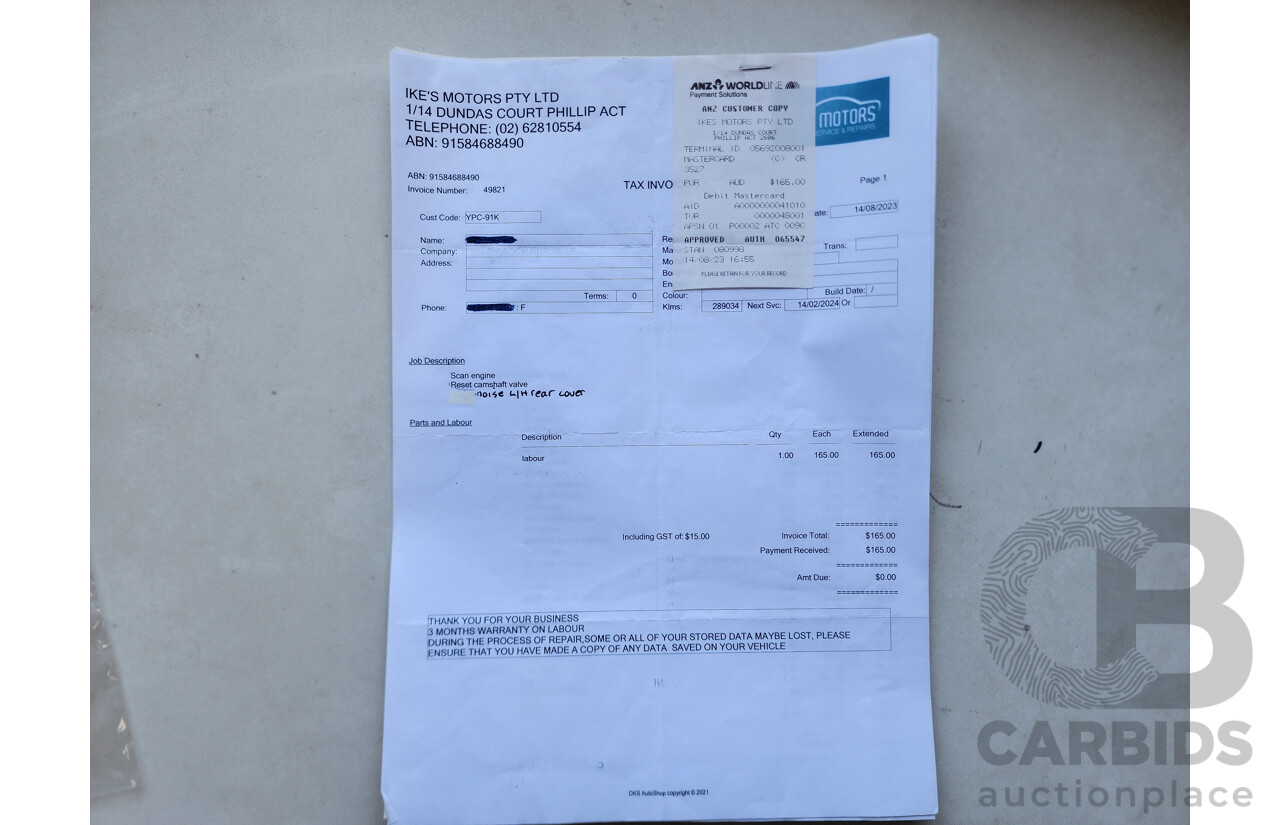 IKE'S MOTORS PTY LTD
1/14 DUNDAS COURT PHILLIP ACT
TELEPHONE: (02) 62810554
ABN: 91584688490
ANZ WORLDLINE
Payment Solutions
ANZ CUSTOMER COPY
IKES MOTORS PTY LTD
1/14 DUNDAS COURT
PHILLIP ACT 2606
TERMINAL ID 05692008001
MASTERCARD (C) CR
3527
PUR AUD $165.00
Debit Mastercard
AID A0000000041010
TVR 0000048001
APSN 01 P00002 ATC 009C
APPROVED AUTH 065547
STAN 080998
14/08/23 16:55
PLEASE RETAIN FOR YOUR RECORD
MOTORS
SERVICE & REPAIRS
ABN: 91584688490
Invoice Number: 49821
TAX INVO
Page 1
ate: 14/08/2023
Cust Code: YPC-91K
Name:
Company:
Address:
Terms: 0
Phone: : F
Re
Ma
Mo
Bo
En
Colour:
Klms: 289034 Next Svc: 14/02/2024 Or
Trans:
Build Date: /
Job Description
Scan engine
Reset camshaft valve
noise L/H rear cover
Parts and Labour
Description Qty Each Extended
labour 1.00 165.00 165.00
=============
Including GST of: $15.00 Invoice Total: $165.00
Payment Received: $165.00
=============
Amt Due: $0.00
=============
THANK YOU FOR YOUR BUSINESS
3 MONTHS WARRANTY ON LABOUR
DURING THE PROCESS OF REPAIR,SOME OR ALL OF YOUR STORED DATA MAYBE LOST, PLEASE
ENSURE THAT YOU HAVE MADE A COPY OF ANY DATA SAVED ON YOUR VEHICLE
DKS AutoShop copyright © 2021
CB
CARBIDS
auctionplace